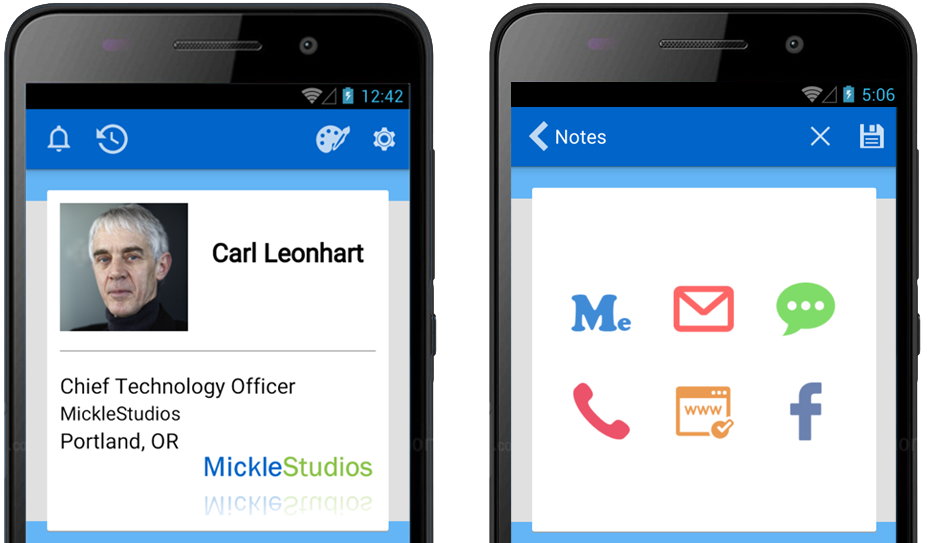 12:42
Carl Leonhart
Chief Technology Officer
MickleStudios
Portland, OR
MickleStudios
5:06
Notes
Me
WWW
f